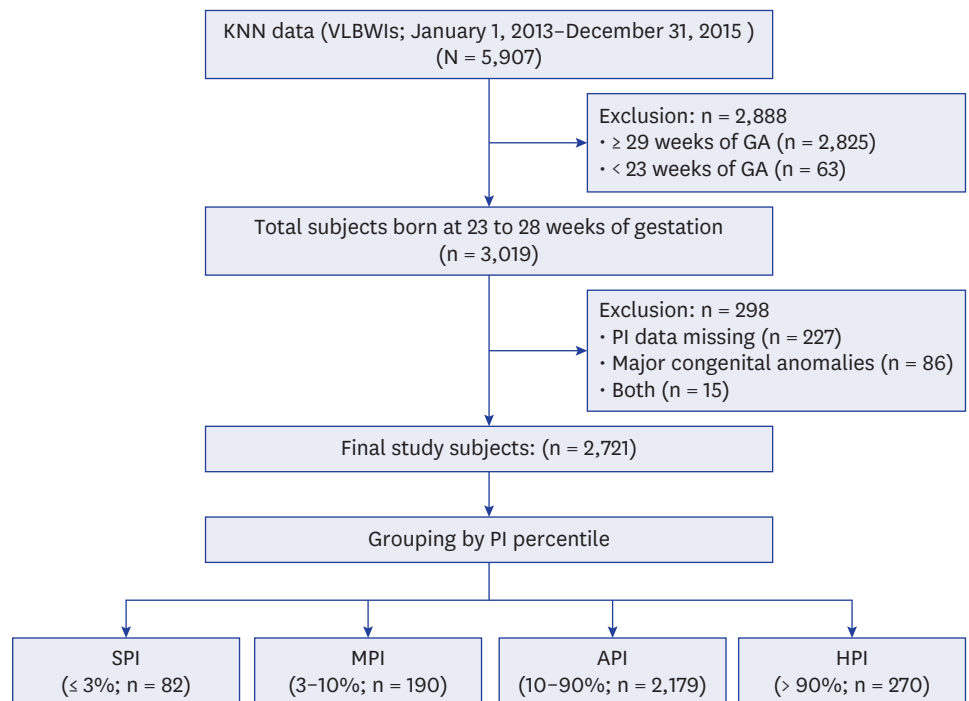 KNN data (VLBWIs; January 1, 2013–December 31, 2015 )
(N = 5,907)
Exclusion: n = 2,888
• ≥ 29 weeks of GA (n = 2,825)
• < 23 weeks of GA (n = 63)
Total subjects born at 23 to 28 weeks of gestation
(n = 3,019)
Exclusion: n = 298
• PI data missing (n = 227)
• Major congenital anomalies (n = 86)
• Both (n = 15)
Final study subjects: (n = 2,721)
Grouping by PI percentile
SPI
(≤ 3%; n = 82)
MPI
(3–10%; n = 190)
API
(10–90%; n = 2,179)
HPI
(> 90%; n = 270)